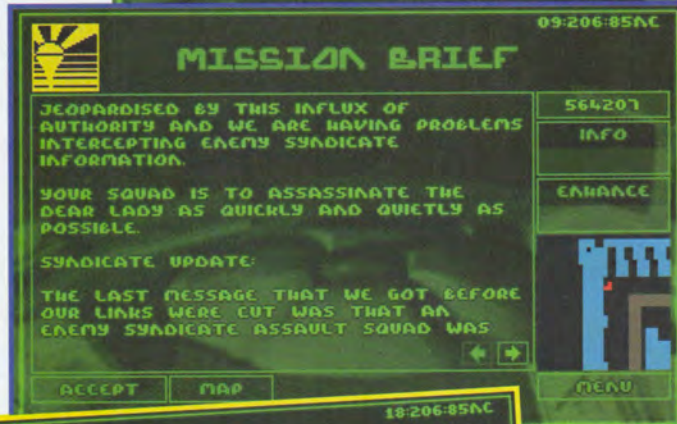 09:206:85NC
MISSION BRIEF
JEOPARDISED BY THIS INFLUX OF
AUTHORITY AND WE ARE HAVING PROBLEMS
INTERCEPTING ENEMY SYNDICATE
INFORMATION.
YOUR SQUAD IS TO ASSASSINATE THE
DEAR LADY AS QUICKLY AND QUIETLY AS
POSSIBLE.
SYNDICATE UPDATE:
THE LAST MESSAGE THAT WE GOT BEFORE
OUR LINKS WERE CUT WAS THAT AN
ENEMY SYNDICATE ASSAULT SQUAD WAS
564207
INFO
ENHANCE
ACCEPT
MAP
MENU
18:206:85NC